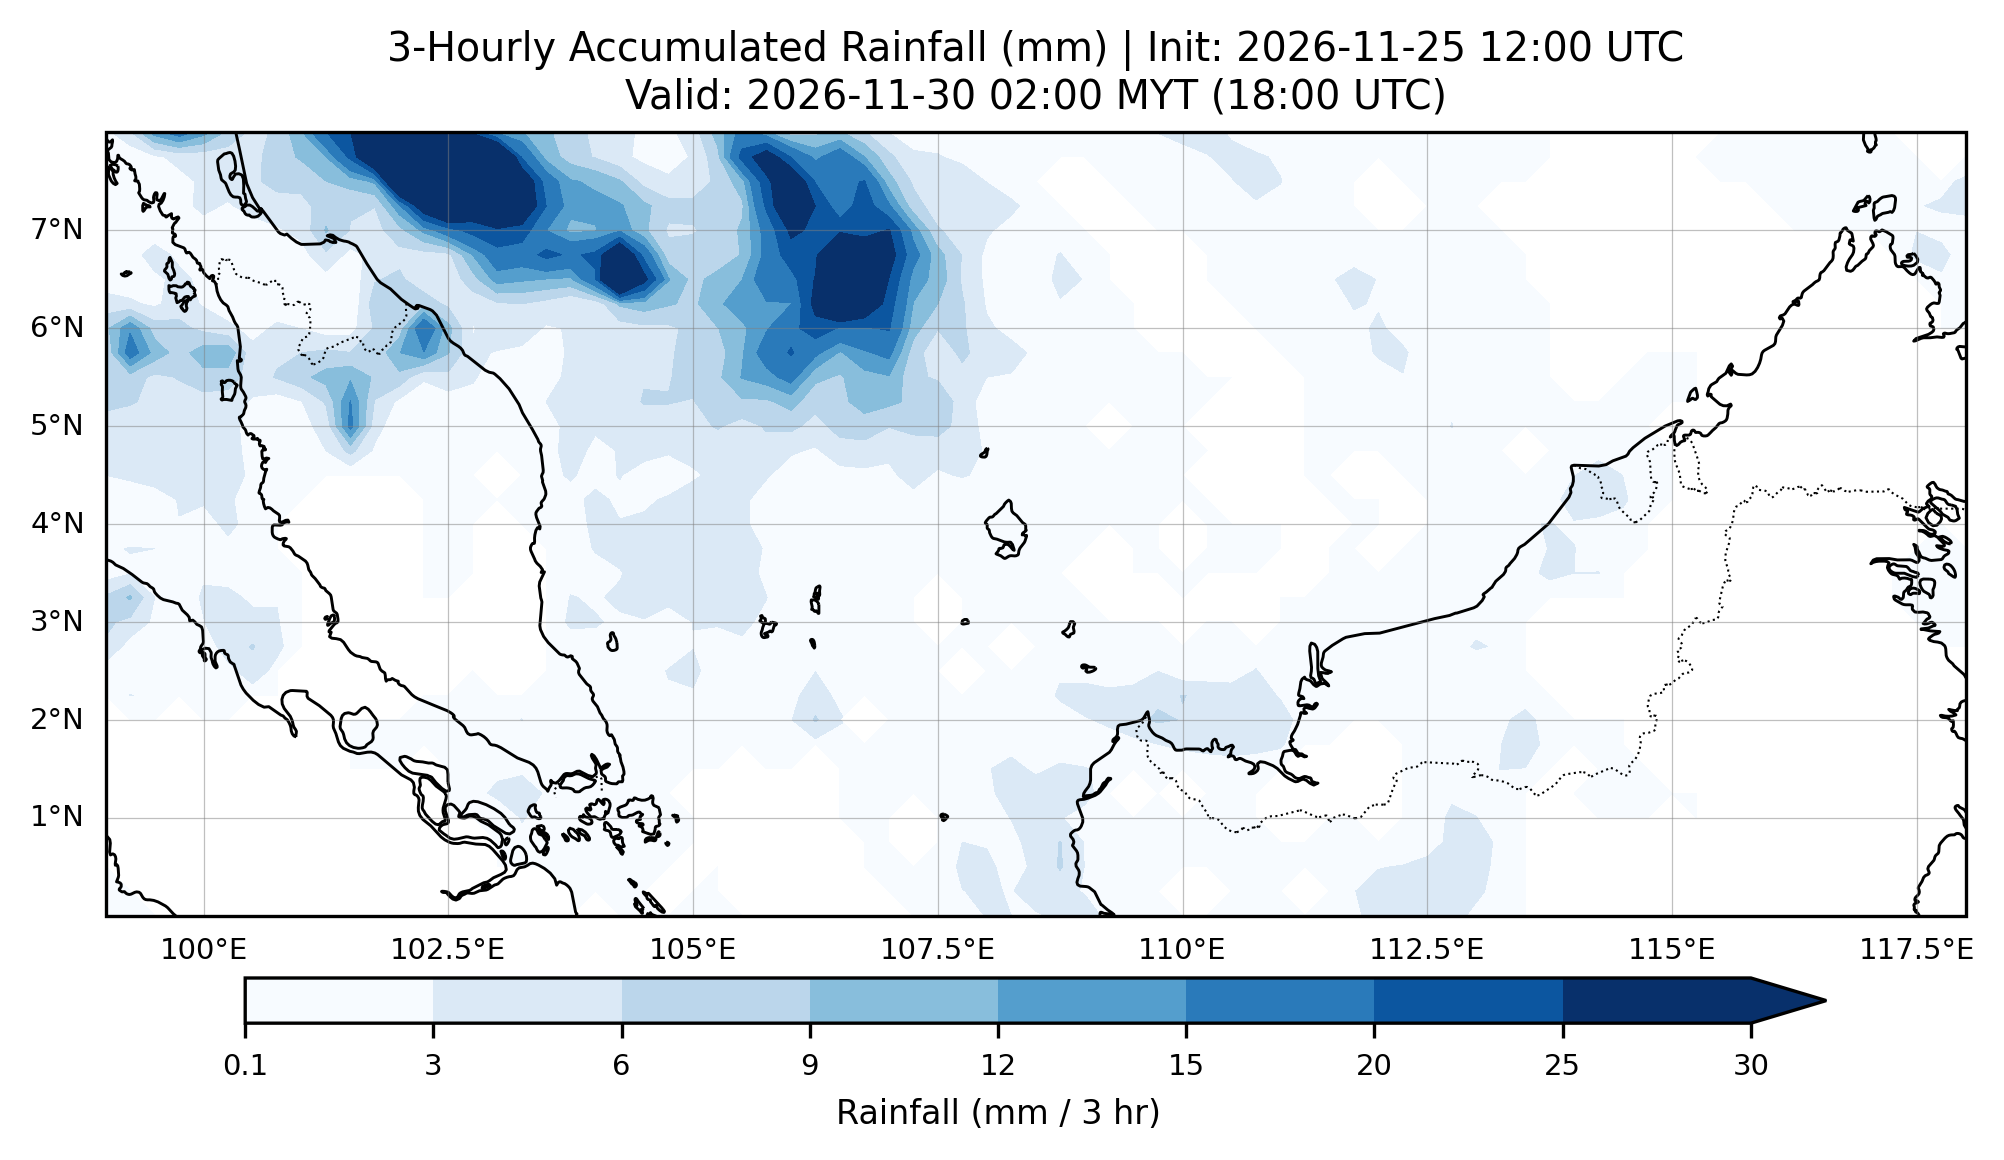 3-Hourly Accumulated Rainfall (mm) | Init: 2026-11-25 12:00 UTC
Valid: 2026-11-30 02:00 MYT (18:00 UTC)
7°N
6°N
5°N
4°N
3°N
2°N
1°N
100°E 102.5°E 105°E 107.5°E 110°E 112.5°E 115°E 117.5°E
0.1 3 6 9 12 15 20 25 30
Rainfall (mm / 3 hr)